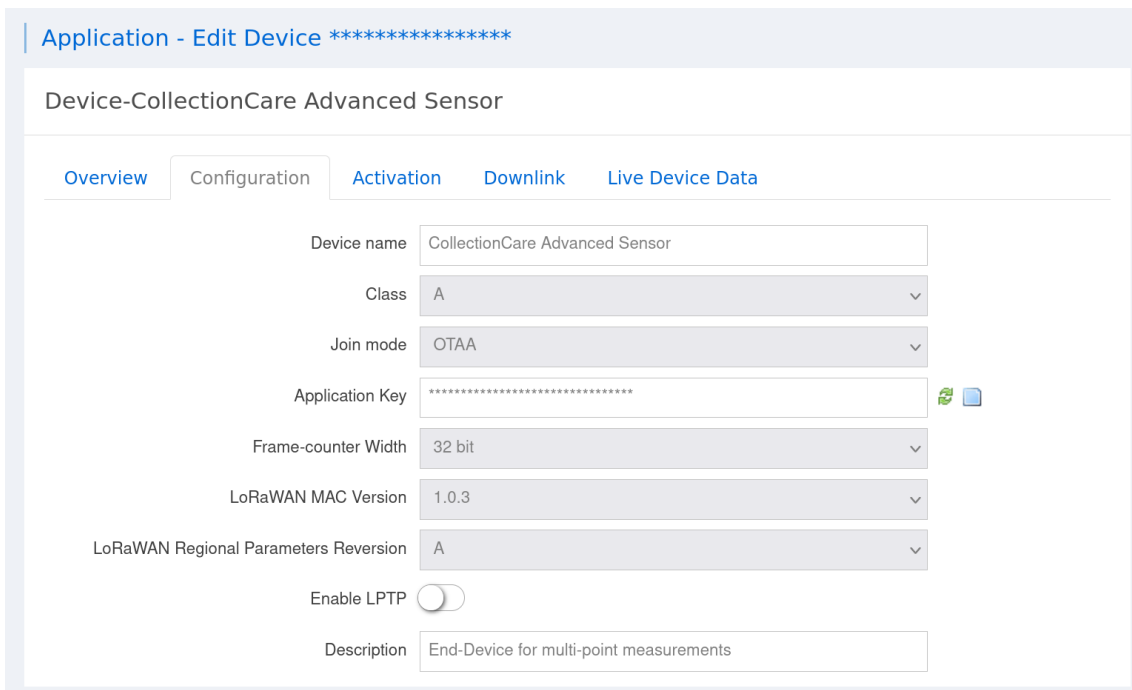 Application - Edit Device ****************
Device-CollectionCare Advanced Sensor
Overview Configuration Activation Downlink Live Device Data
Device name CollectionCare Advanced Sensor
Class A
Join mode OTAA
Application Key ********************************
Frame-counter Width 32 bit
LoRaWAN MAC Version 1.0.3
LoRaWAN Regional Parameters Reversion A
Enable LPTP
Description End-Device for multi-point measurements